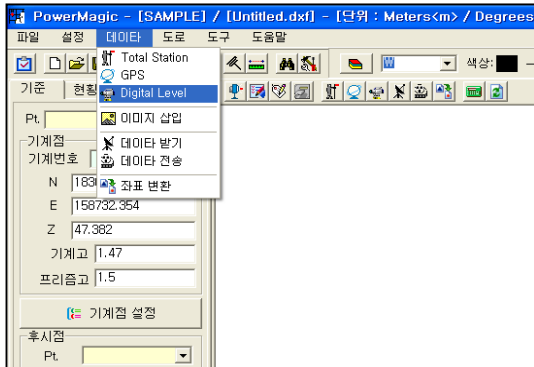 PowerMagic - [SAMPLE] / [Untitled.dxf] - [단위 : Meters<m> / Degrees
파일 설정 데이타 도로 도구 도움말
색상:
기준 현황
Total Station
GPS
Digital Level
이미지 삽입
데이타 받기
데이타 전송
좌표 변환
Pt.
기계점
기계번호
N 183
E 158732.354
Z 47.382
기계고 1.47
프리즘고 1.5
기계점 설정
후시점
Pt.